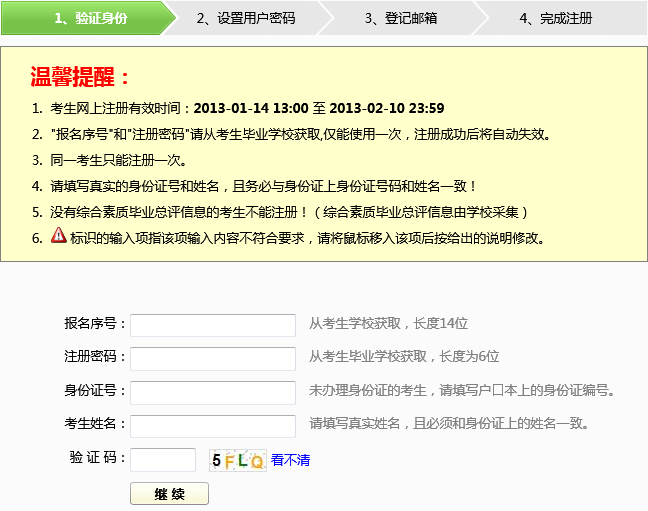 1、验证身份 2、设置用户密码 3、登记邮箱 4、完成注册
温馨提醒：
1. 考生网上注册有效时间：2013-01-14 13:00 至 2013-02-10 23:59
2. "报名序号"和"注册密码"请从考生毕业学校获取,仅能使用一次，注册成功后将自动失效。
3. 同一考生只能注册一次。
4. 请填写真实的身份证号和姓名，且务必与身份证上身份证号码和姓名一致！
5. 没有综合素质毕业总评信息的考生不能注册！（综合素质毕业总评信息由学校采集）
6. 标识的输入项指该项输入内容不符合要求，请将鼠标移入该项后按给出的说明修改。
报名序号： 从考生学校获取，长度14位
注册密码： 从考生毕业学校获取，长度为6位
身份证号： 未办理身份证的考生，请填写户口本上的身份证编号。
考生姓名： 请填写真实姓名，且必须和身份证上的姓名一致。
验 证 码： 5FLQ 看不清
继 续